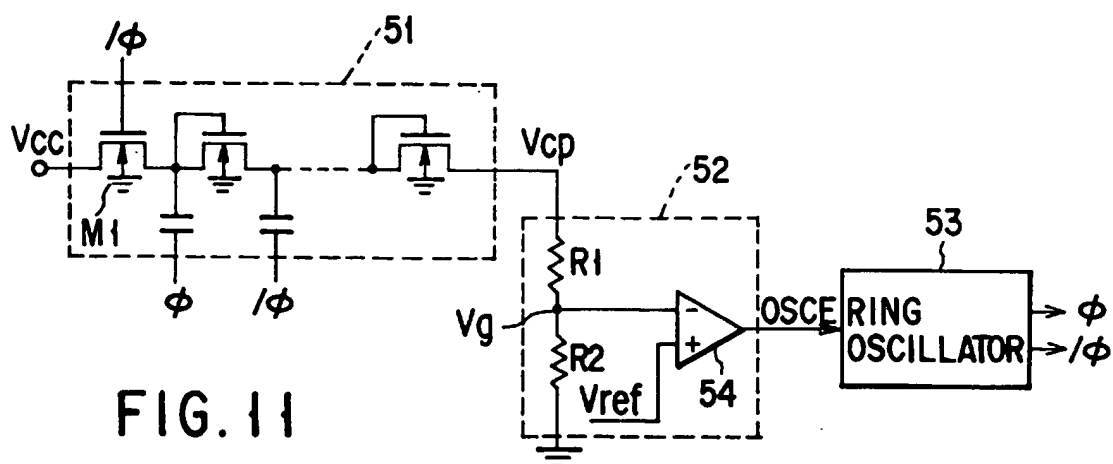 /ϕ
51
Vcc
M1
ϕ
/ϕ
Vcp
52
R1
Vg
R2
Vref
-
+
54
OSCE
53
RING
OSCILLATOR
ϕ
/ϕ
FIG. 11